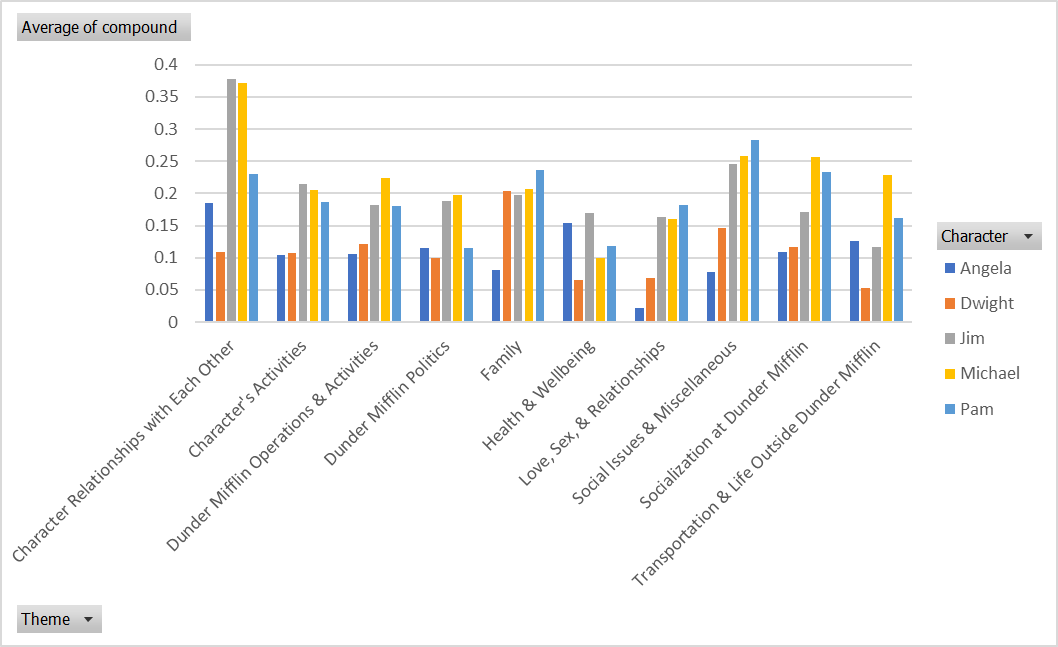 Average of compound
0.4
0.35
0.3
0.25
0.2
0.15
0.1
0.05
0
Character Relationships with Each Other
Character's Activities
Dunder Mifflin Operations & Activities
Dunder Mifflin Politics
Family
Health & Wellbeing
Love, Sex, & Relationships
Social Issues & Miscellaneous
Socialization at Dunder Mifflin
Transportation & Life Outside Dunder Mifflin
Character
Angela
Dwight
Jim
Michael
Pam
Theme